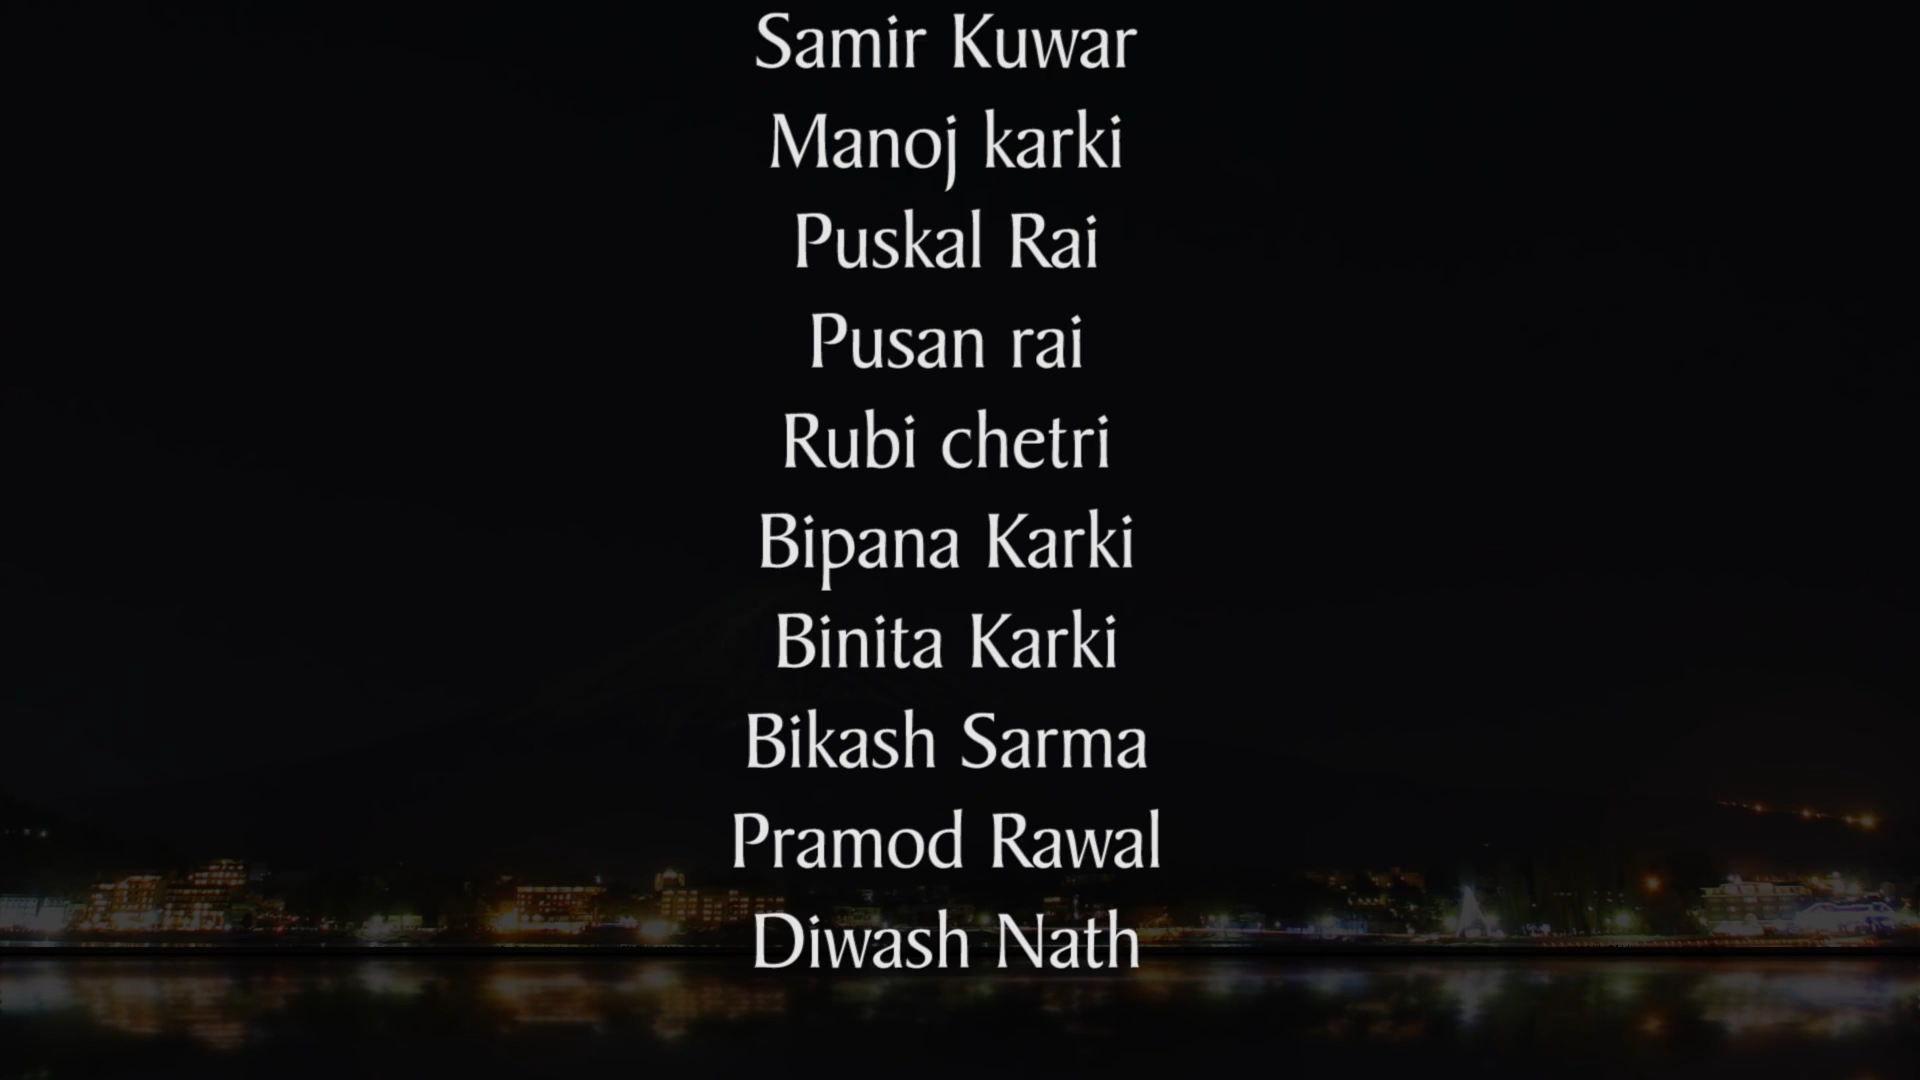 Samir Kuwar
Manoj karki
Puskal Rai
Pusan rai
Rubi chetri
Bipana Karki
Binita Karki
Bikash Sarma
Pramod Rawal
Diwash Nath